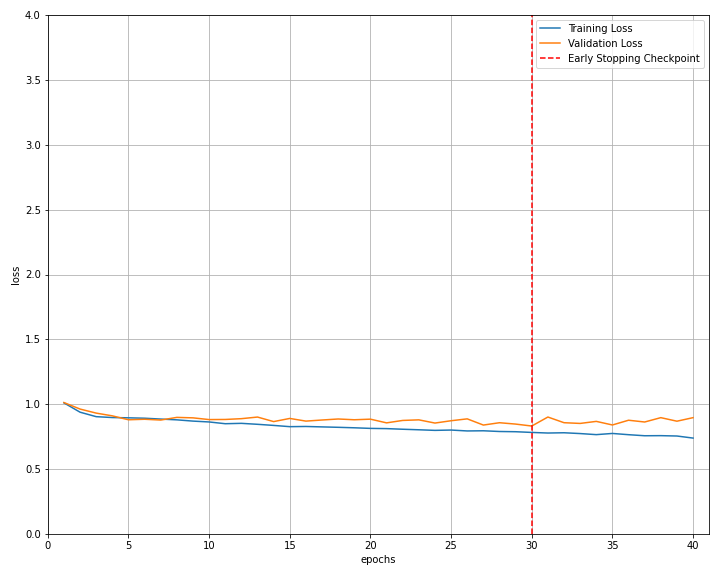 Training Loss
Validation Loss
Early Stopping Checkpoint
4.0
3.5
3.0
2.5
2.0
1.5
1.0
0.5
0.0
loss
0 5 10 15 20 25 30 35 40
epochs